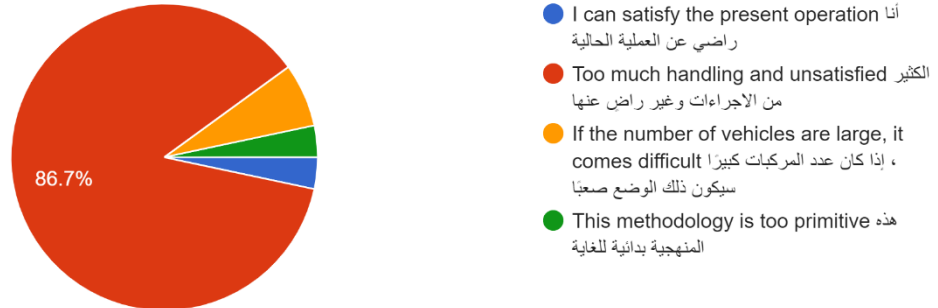 86.7%
I can satisfy the present operation أنا
راضي عن العملية الحالية
Too much handling and unsatisfied الكثير
من الاجراءات وغير راضٍ عنها
If the number of vehicles are large, it
comes difficult إذا كان عدد المركبات كبيرًا ،
سيكون ذلك الوضع صعبًا
This methodology is too primitive هذه
المنهجية بدائية للغاية